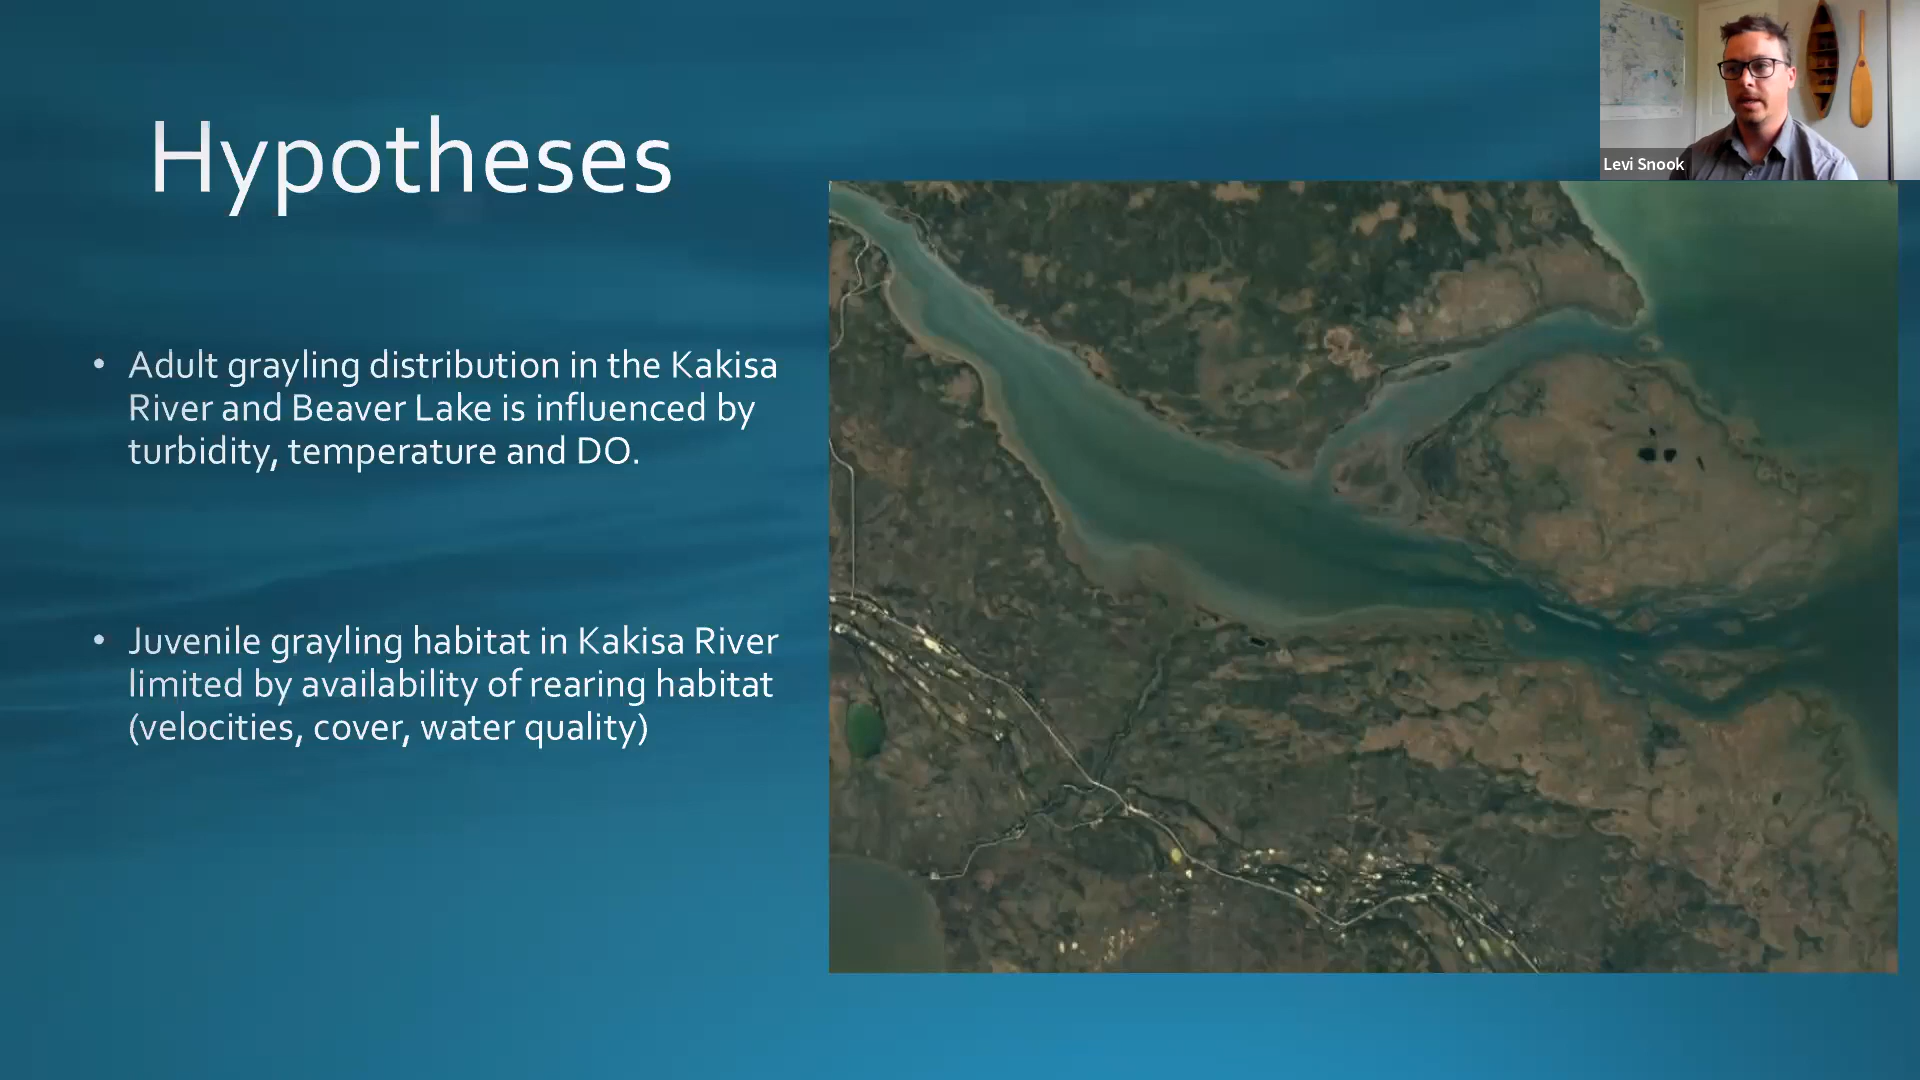 Levi Snook
Hypotheses
• Adult grayling distribution in the Kakisa
River and Beaver Lake is influenced by
turbidity, temperature and DO.
• Juvenile grayling habitat in Kakisa River
limited by availability of rearing habitat
(velocities, cover, water quality)